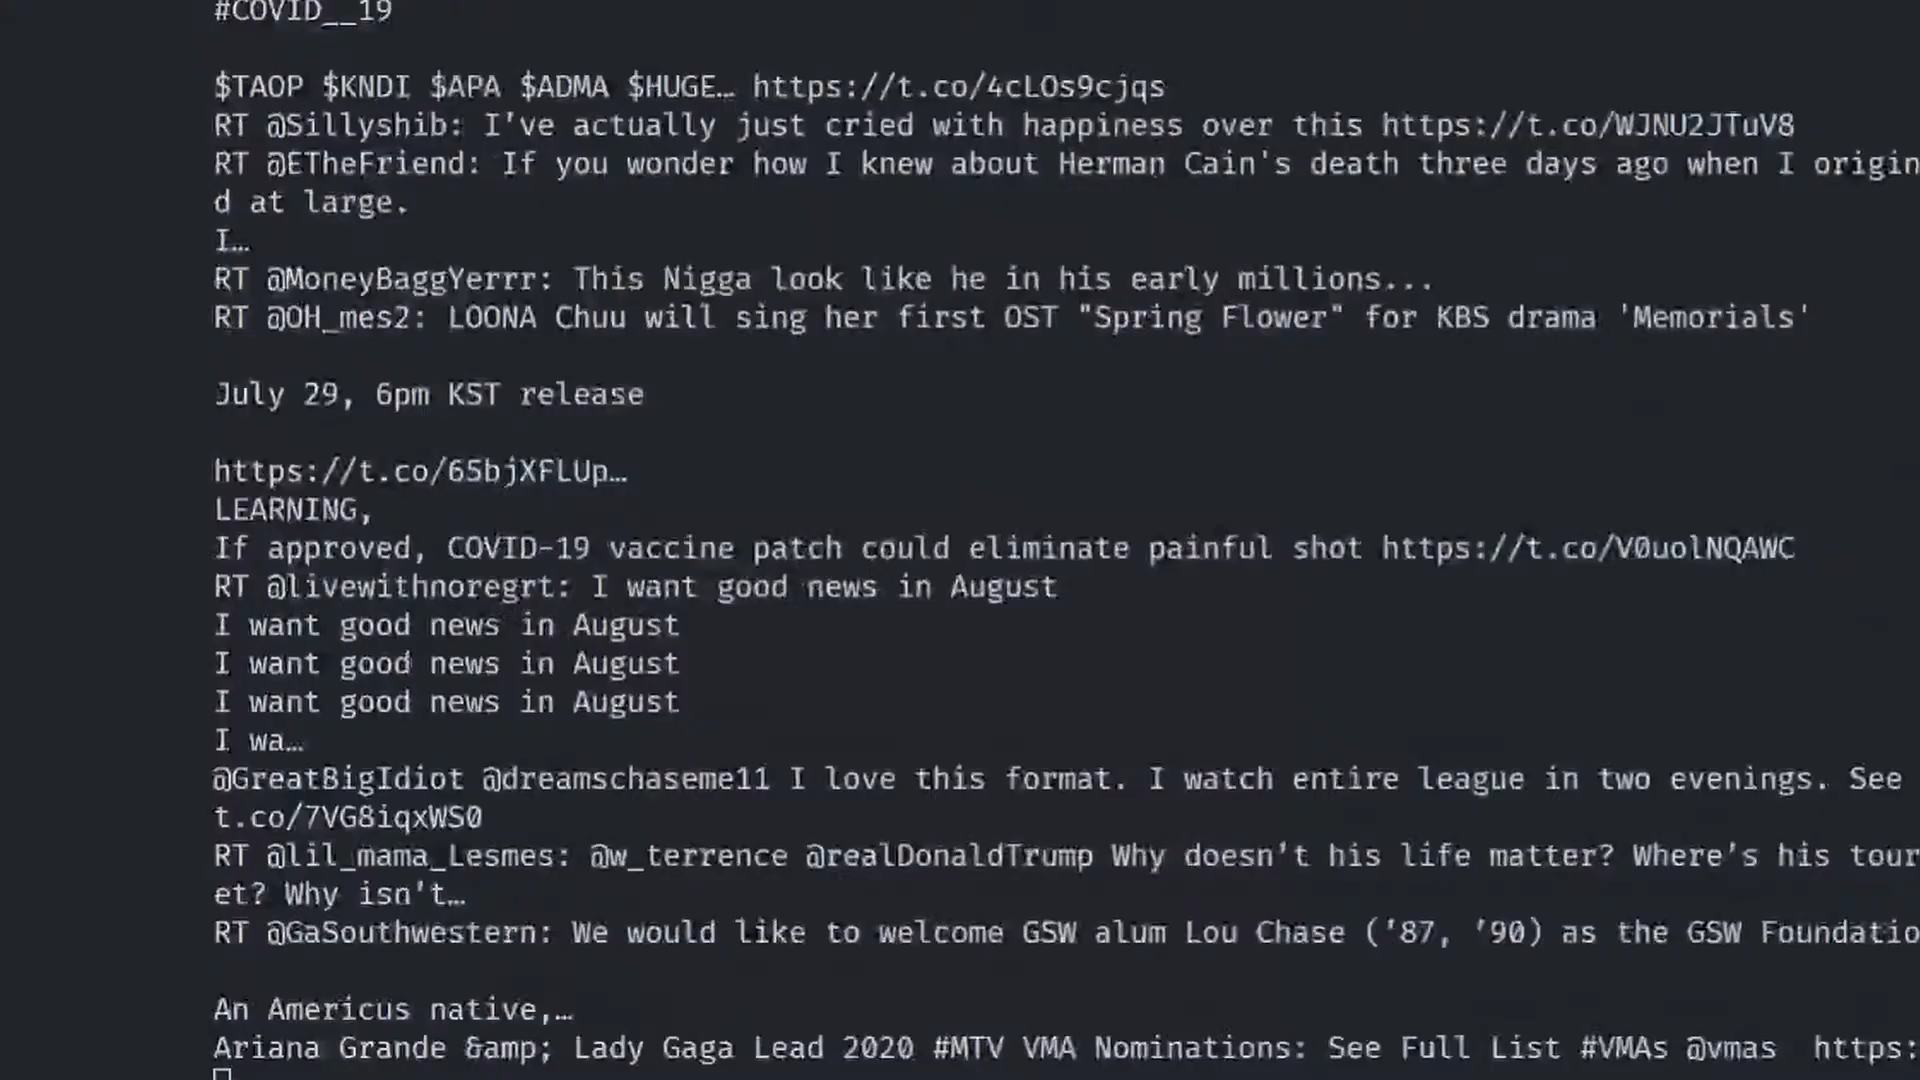 #COVID__19
$TAOP $KNDI $APA $ADMA $HUGE… https://t.co/4cLOs9cjqs
RT @Sillyshib: I've actually just cried with happiness over this https://t.co/WJNU2JTuV8
RT @ETheFriend: If you wonder how I knew about Herman Cain's death three days ago when I origin
d at large.
I…
RT @MoneyBaggYerrr: This Nigga look like he in his early millions...
RT @OH_mes2: LOONA Chuu will sing her first OST "Spring Flower" for KBS drama 'Memorials'
July 29, 6pm KST release
https://t.co/65bjXFLUp…
LEARNING,
If approved, COVID-19 vaccine patch could eliminate painful shot https://t.co/V0uolNQAWC
RT @livewithnoregrt: I want good news in August
I want good news in August
I want good news in August
I want good news in August
I wa…
@GreatBigIdiot @dreamschaseme11 I love this format. I watch entire league in two evenings. See
t.co/7VG8iqxWS0
RT @lil_mama_Lesmes: @w_terrence @realDonaldTrump Why doesn’t his life matter? Where’s his tour
et? Why isn’t…
RT @GaSouthwestern: We would like to welcome GSW alum Lou Chase (’87, ’90) as the GSW Foundatio
An Americus native,…
Ariana Grande &amp; Lady Gaga Lead 2020 #MTV VMA Nominations: See Full List #VMAs @vmas https: